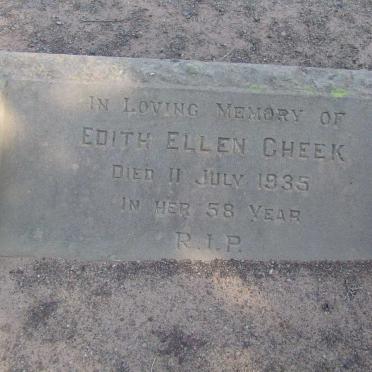 In Loving Memory of
Edith Ellen Cheek
Died 11 July 1935
In her 58 Year
R.I.P.